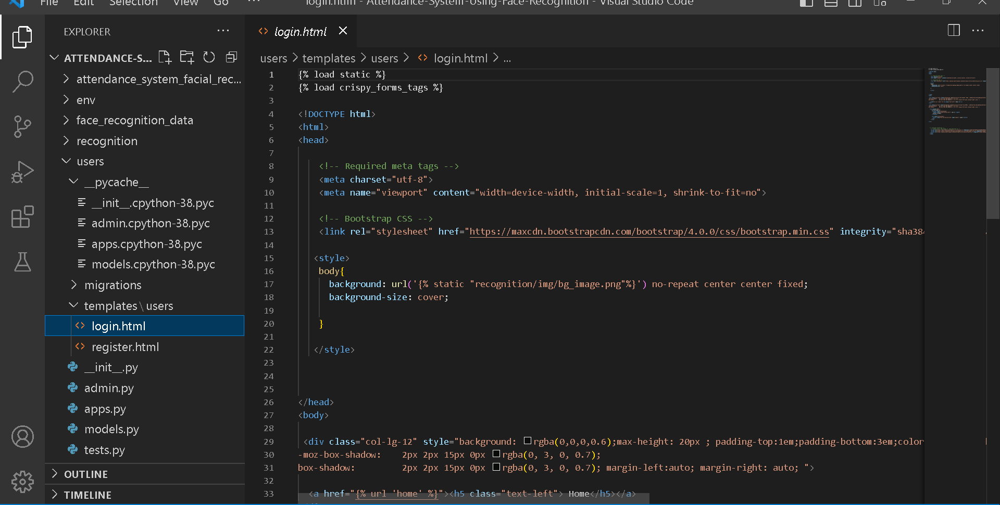 File Edit Selection View Go ··· login.html - Attendance-System-Using-Face-Recognition - Visual Studio Code
EXPLORER ···
ATTENDANCE-S...
attendance_system_facial_rec...
env
face_recognition_data
recognition
users
__pycache__
__init__.cpython-38.pyc
admin.cpython-38.pyc
apps.cpython-38.pyc
models.cpython-38.pyc
migrations
templates\users
login.html
register.html
__init__.py
admin.py
apps.py
models.py
tests.py
OUTLINE
TIMELINE
login.html
users > templates > users > login.html > ...
1 {% load static %}
2 {% load crispy_forms_tags %}
3
4 <!DOCTYPE html>
5 <html>
6 <head>
7
8 <!-- Required meta tags -->
9 <meta charset="utf-8">
10 <meta name="viewport" content="width=device-width, initial-scale=1, shrink-to-fit=no">
11
12 <!-- Bootstrap CSS -->
13 <link rel="stylesheet" href="https://maxcdn.bootstrapcdn.com/bootstrap/4.0.0/css/bootstrap.min.css" integrity="sha384
14
15 <style>
16 body{
17 background: url('{% static "recognition/img/bg_image.png"%}') no-repeat center center fixed;
18 background-size: cover;
19
20 }
21
22 </style>
23
24
25
26 </head>
27 <body>
28
29 <div class="col-lg-12" style="background: rgba(0,0,0,0.6);max-height: 20px ; padding-top:1em;padding-bottom:3em;color
30 -moz-box-shadow: 2px 2px 15px 0px rgba(0, 3, 0, 0.7);
31 box-shadow: 2px 2px 15px 0px rgba(0, 3, 0, 0.7); margin-left:auto; margin-right: auto; ">
32
33 <a href="{% url 'home' %}"><h5 class="text-left"> Home</h5></a>